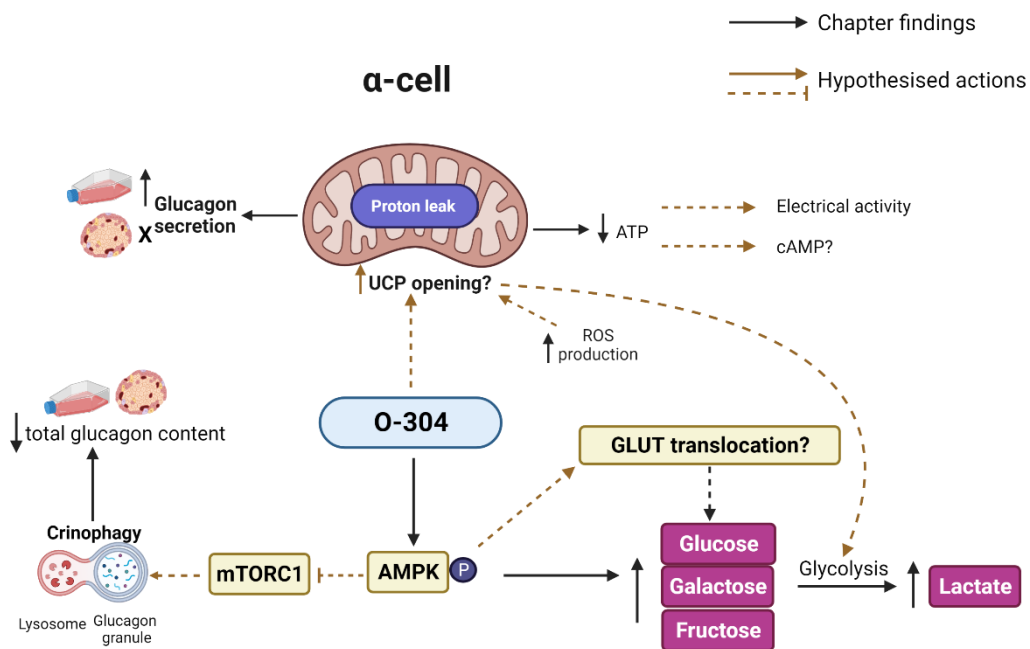 Chapter findings
Hypothesised actions
α-cell
Proton leak
Glucagon
X secretion
ATP
Electrical activity
cAMP?
UCP opening?
ROS
production
O-304
total glucagon content
GLUT translocation?
Crinophagy
mTORC1
AMPK
P
Glucose
Galactose
Fructose
Glycolysis
Lactate
Lysosome
Glucagon
granule